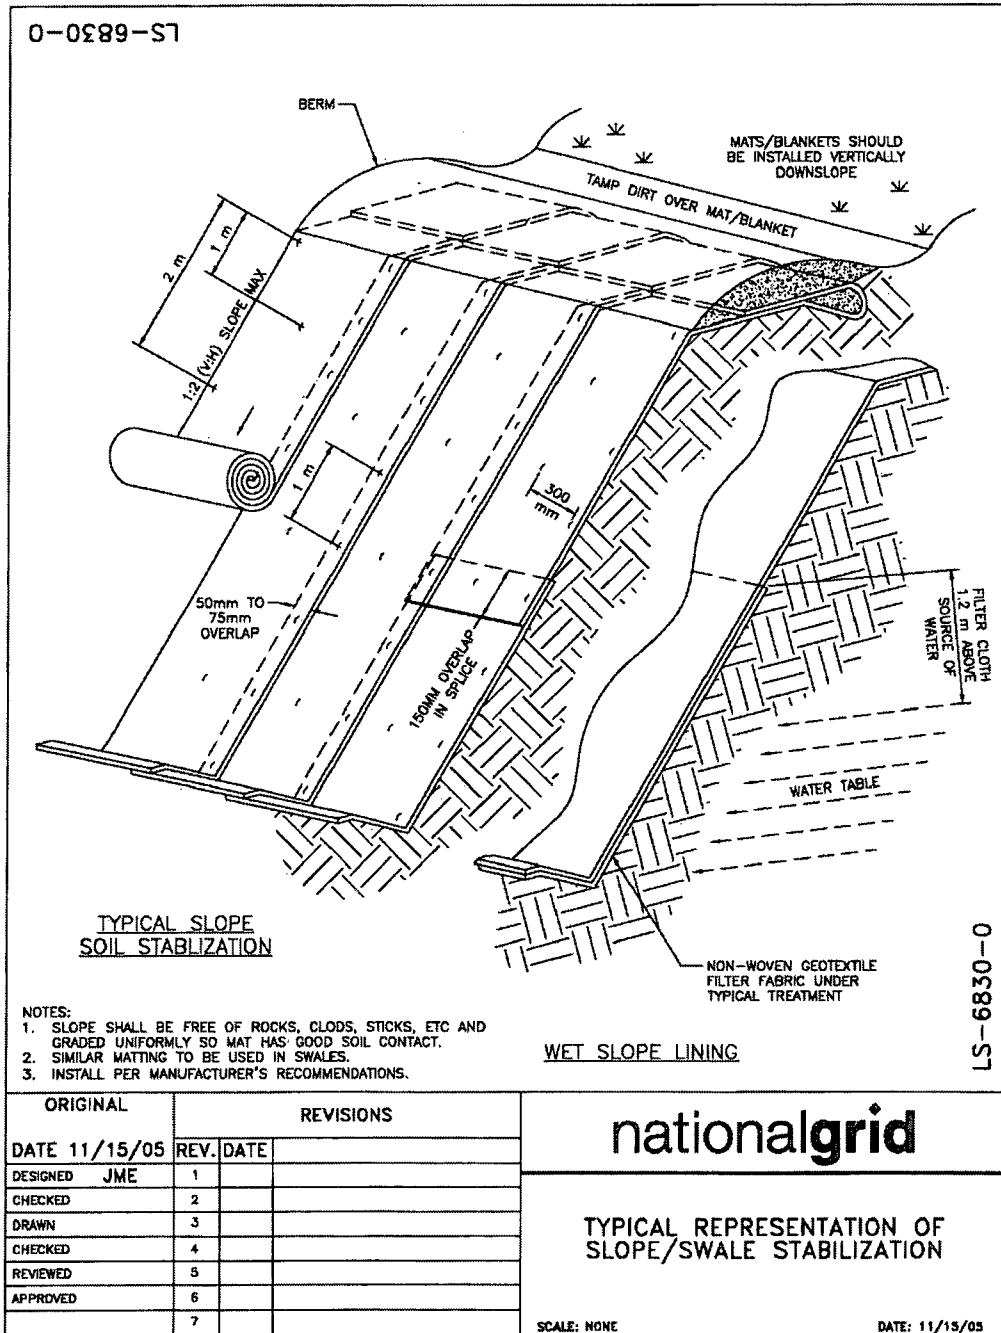 LS-6830-0
BERM
MATS/BLANKETS SHOULD
BE INSTALLED VERTICALLY
DOWNSLOPE
TAMP DIRT OVER MAT/BLANKET
2 m
1 m
1:2 (V:H) SLOPE MAX
1 m
300
mm
50mm TO
75mm
OVERLAP
150MM OVERLAP
IN SPLICE
FILTER CLOTH
1.2 m ABOVE
SOURCE OF
WATER
WATER TABLE
TYPICAL SLOPE
SOIL STABLIZATION
NON-WOVEN GEOTEXTILE
FILTER FABRIC UNDER
TYPICAL TREATMENT
WET SLOPE LINING
LS-6830-0
NOTES:
1. SLOPE SHALL BE FREE OF ROCKS, CLODS, STICKS, ETC AND
GRADED UNIFORMLY SO MAT HAS GOOD SOIL CONTACT.
2. SIMILAR MATTING TO BE USED IN SWALES.
3. INSTALL PER MANUFACTURER'S RECOMMENDATIONS.
ORIGINAL
DATE 11/15/05
DESIGNED JME
CHECKED
DRAWN
CHECKED
REVIEWED
APPROVED
REVISIONS
REV. DATE
1
2
3
4
5
6
7
nationalgrid
TYPICAL REPRESENTATION OF
SLOPE/SWALE STABILIZATION
SCALE: NONE
DATE: 11/15/05